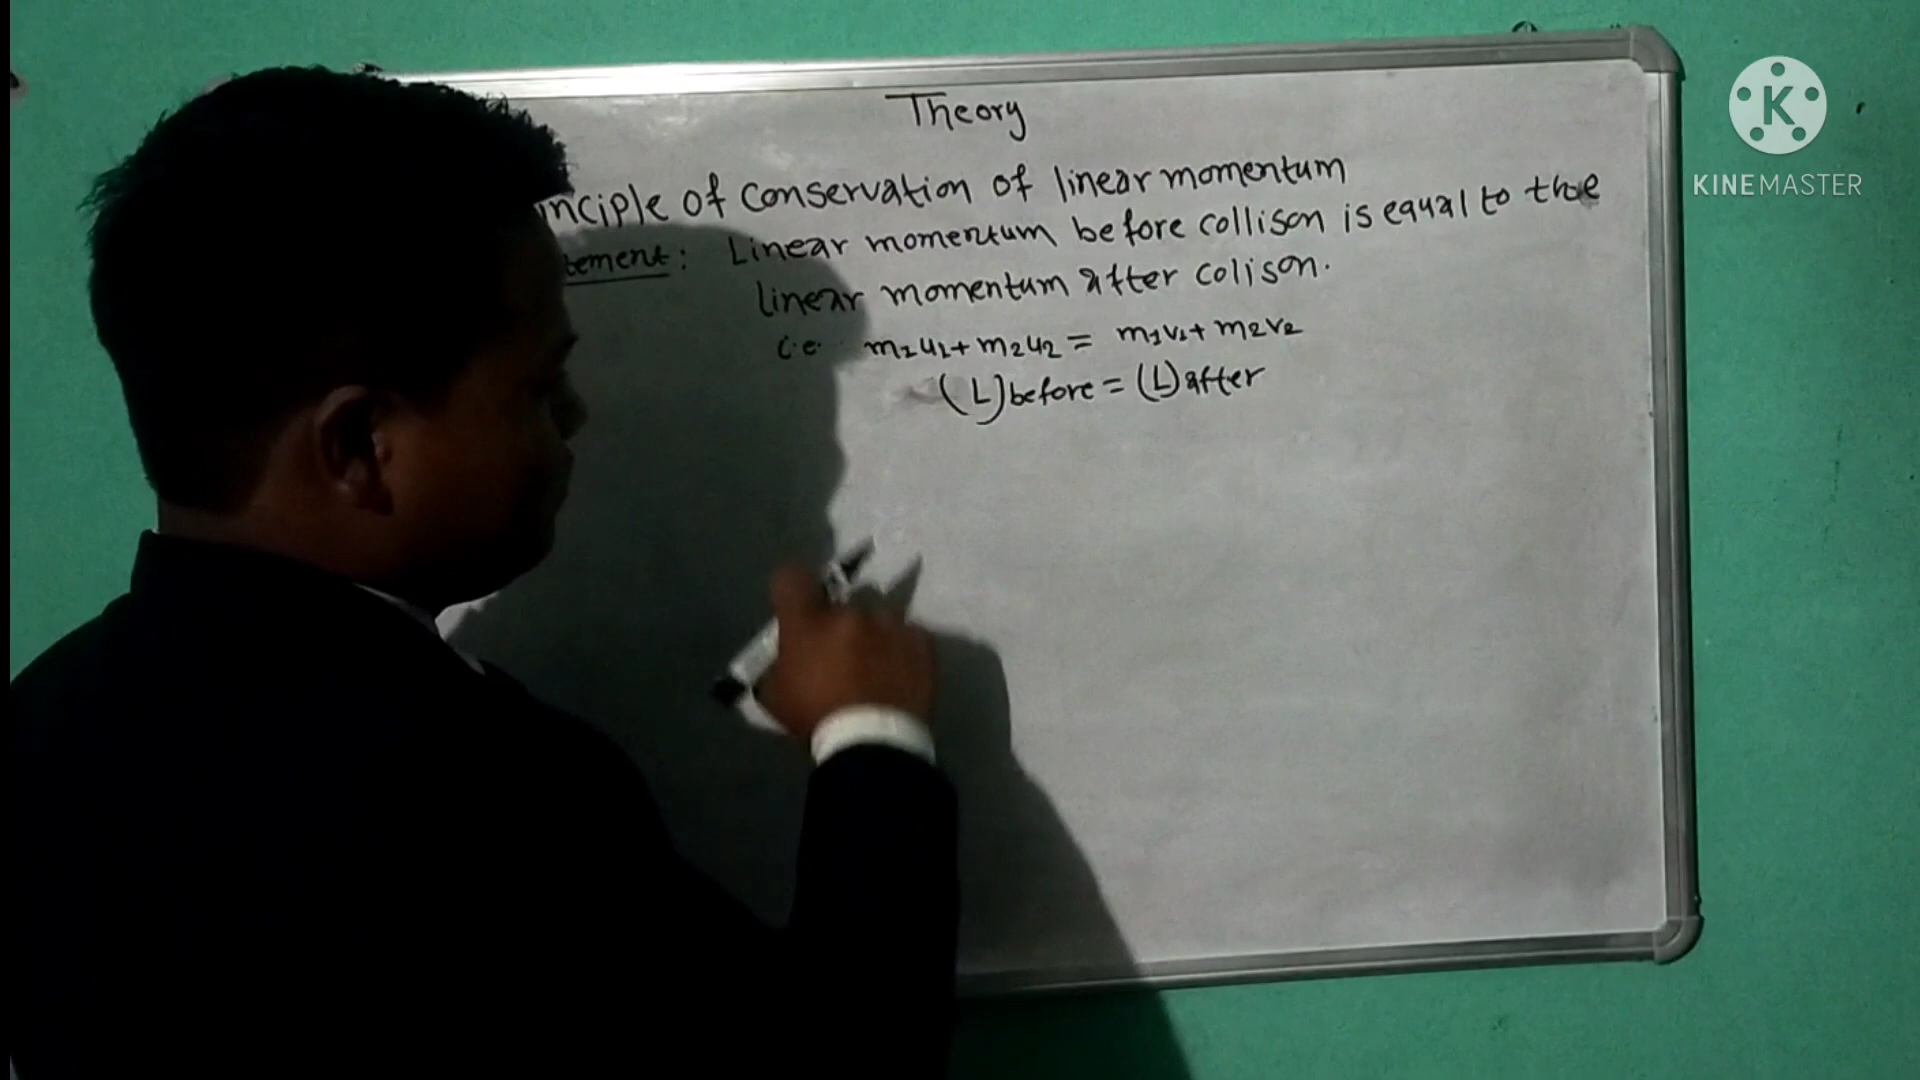 Theory
inciple of conservation of linear momentum
tement: Linear momentum before collison is equal to the
linear momentum after colison.
i.e. m1u1+m2u2 = m1v1+m2v2
(L)before = (L)after
K
KINEMASTER